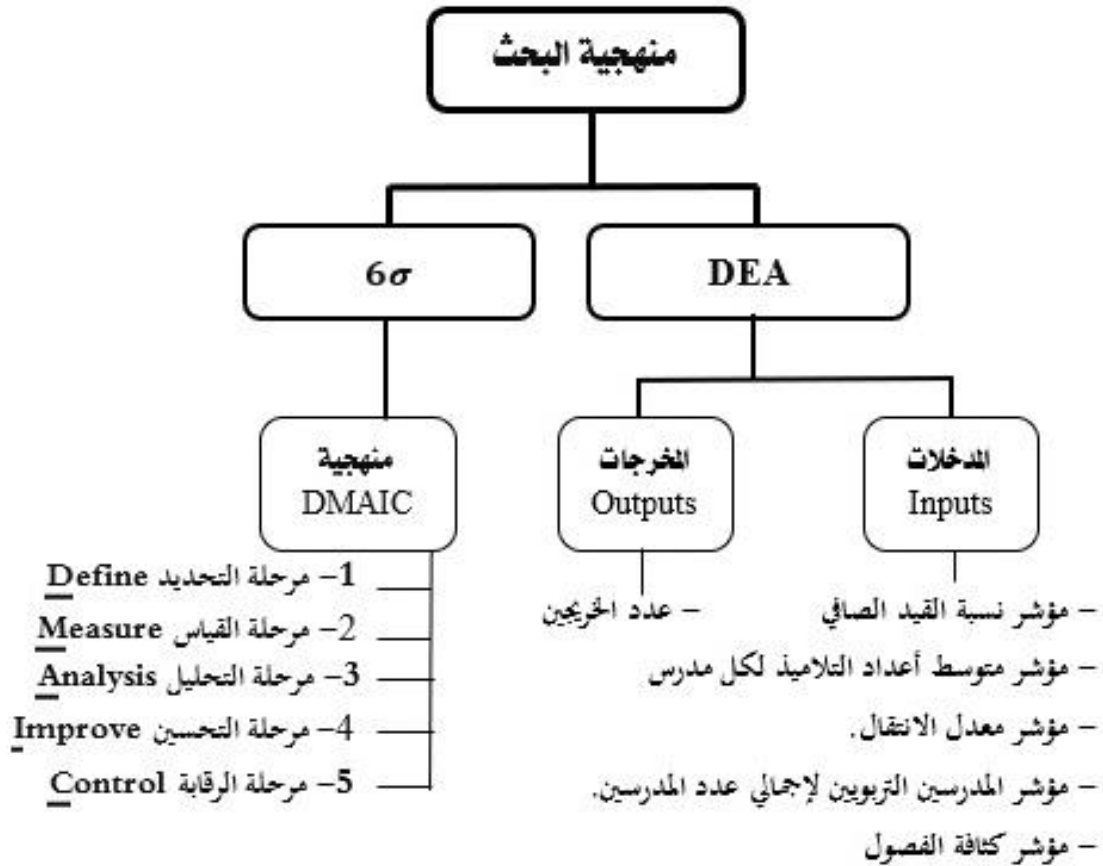 منهجية البحث
DEA
6σ
المدخلات
Inputs
المخرجات
Outputs
منهجية
DMAIC
- مؤشر نسبة القيد الصافي
- مؤشر متوسط أعداد التلاميذ لكل مدرس
- مؤشر معدل الانتقال.
- مؤشر المدرسين التربويين لإجمالي عدد المدرسين.
- مؤشر كثافة الفصول
- عدد الخريجين
1- مرحلة التحديد Define
2- مرحلة القياس Measure
3- مرحلة التحليل Analysis
4- مرحلة التحسين Improve
5- مرحلة الرقابة Control